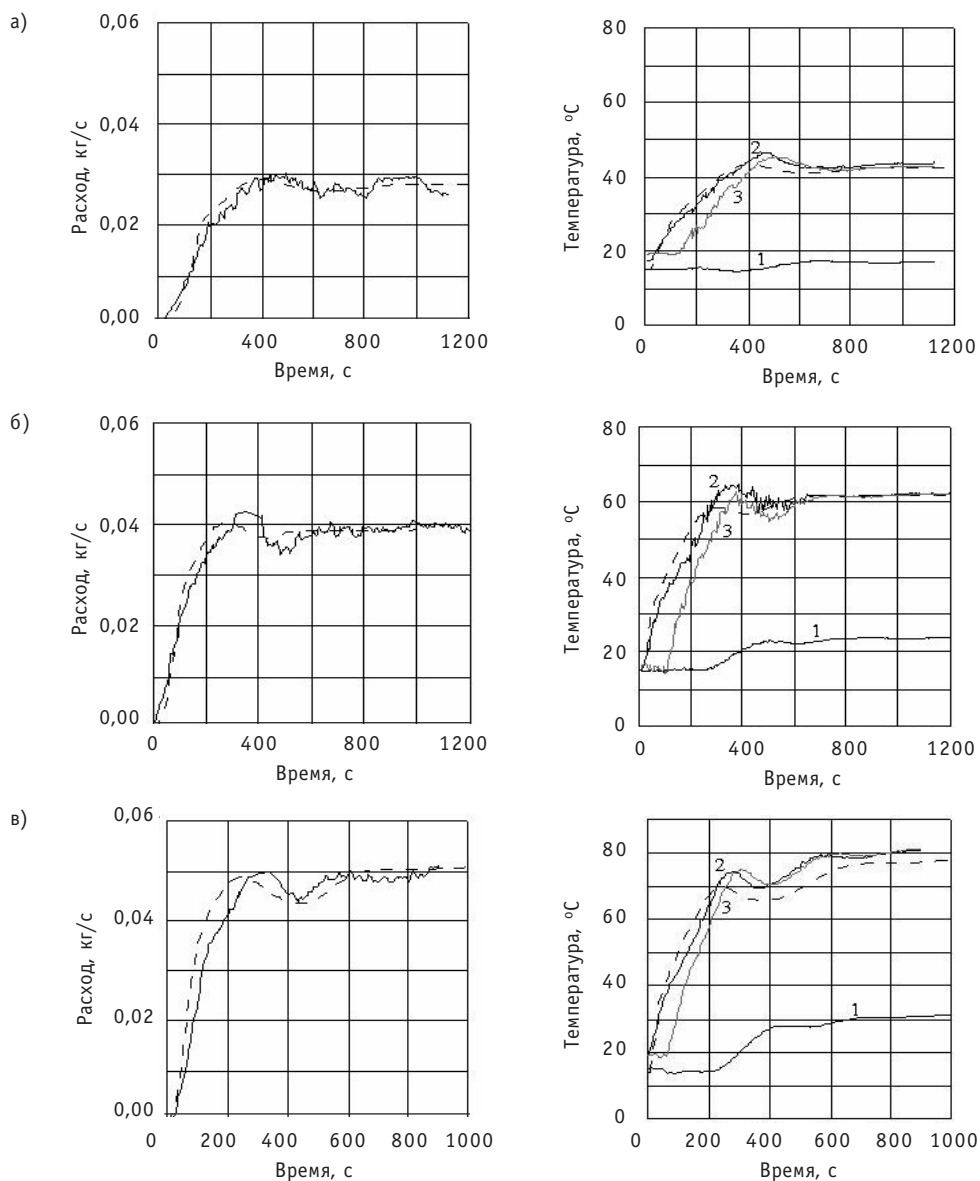 а)
Расход, кг/с
0,06
0,04
0,02
0,00
0 200 400 800 1200
Время, с
Температура, °С
80
60
40
20
0
2
3
1
0 400 800 1200
Время, с
б)
Расход, кг/с
0,06
0,04
0,02
0,00
0 400 800 1200
Время, с
Температура, °С
80
60
40
20
0
2
3
1
0 400 800 1200
Время, с
в)
Расход, кг/с
0,06
0,04
0,02
0,00
0 200 400 600 800 1000
Время, с
Температура, °С
80
60
40
20
0
2
3
1
0 200 400 600 800 1000
Время, с